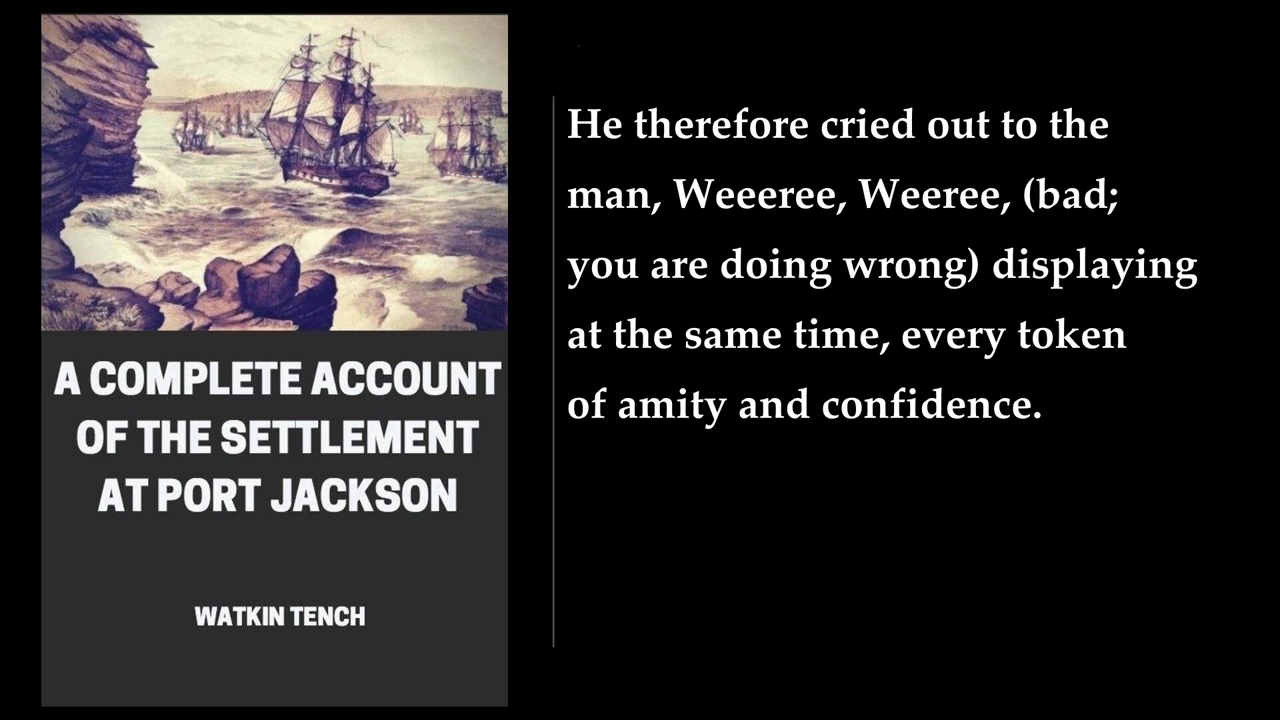 A COMPLETE ACCOUNT
OF THE SETTLEMENT
AT PORT JACKSON
WATKIN TENCH
He therefore cried out to the
man, Weeeree, Weeree, (bad;
you are doing wrong) displaying
at the same time, every token
of amity and confidence.